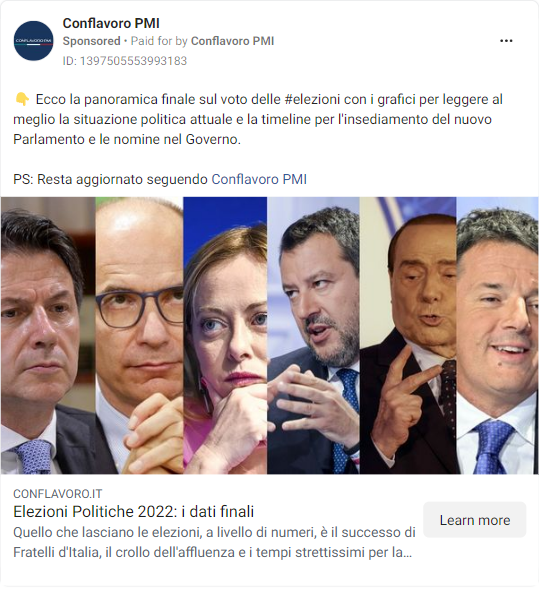 Conflavoro PMI
CONFLAVORO PMI
Sponsored • Paid for by Conflavoro PMI
ID: 1397505553993183
👇 Ecco la panoramica finale sul voto delle #elezioni con i grafici per leggere al
meglio la situazione politica attuale e la timeline per l'insediamento del nuovo
Parlamento e le nomine nel Governo.
PS: Resta aggiornato seguendo Conflavoro PMI
CONFLAVORO.IT
Elezioni Politiche 2022: i dati finali
Quello che lasciano le elezioni, a livello di numeri, è il successo di
Fratelli d'Italia, il crollo dell'affluenza e i tempi strettissimi per la...
Learn more